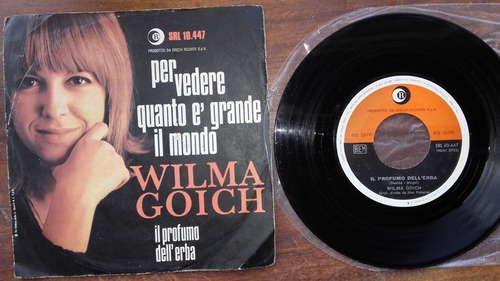 R
SRL 10.447
PRODOTTO DA DISCHI RICORDI S.p.A.
per
vedere
quanto e' grande
il mondo
WILMA
GOICH
il profumo
dell'erba
R
PRODOTTO DA DISCHI RICORDI S.p.A.
45 GIRI
45 GIRI
BIEM
SRL 10-447
IL PROFUMO DELL'ERBA
WILMA GOICH